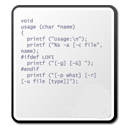 void
usage (char *name)
{
printf ("Usage:\n");
printf ("%s -a [-c file",
name);
#ifdef LOFI
printf ("[-g] [-G] ");
#endif
printf ("[-p what] [-r]
[-u file [type]]");